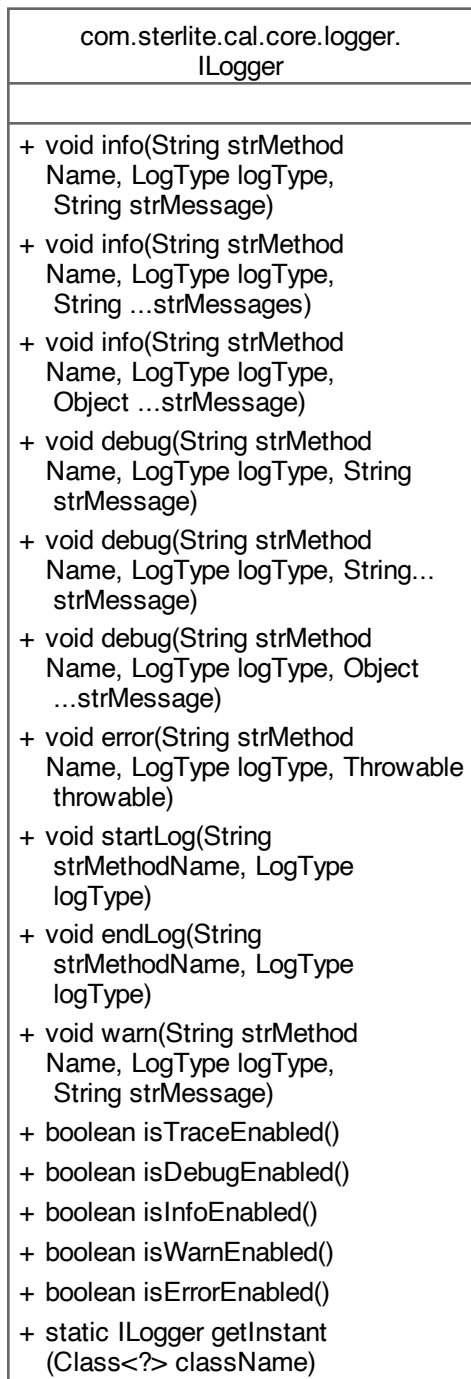 com.sterlite.cal.core.logger.
ILogger
+ void info(String strMethod
Name, LogType logType,
String strMessage)
+ void info(String strMethod
Name, LogType logType,
String ...strMessages)
+ void info(String strMethod
Name, LogType logType,
Object ...strMessage)
+ void debug(String strMethod
Name, LogType logType, String
strMessage)
+ void debug(String strMethod
Name, LogType logType, String...
strMessage)
+ void debug(String strMethod
Name, LogType logType, Object
...strMessage)
+ void error(String strMethod
Name, LogType logType, Throwable
throwable)
+ void startLog(String
strMethodName, LogType
logType)
+ void endLog(String
strMethodName, LogType
logType)
+ void warn(String strMethod
Name, LogType logType,
String strMessage)
+ boolean isTraceEnabled()
+ boolean isDebugEnabled()
+ boolean isInfoEnabled()
+ boolean isWarnEnabled()
+ boolean isErrorEnabled()
+ static ILogger getInstant
(Class<?> className)